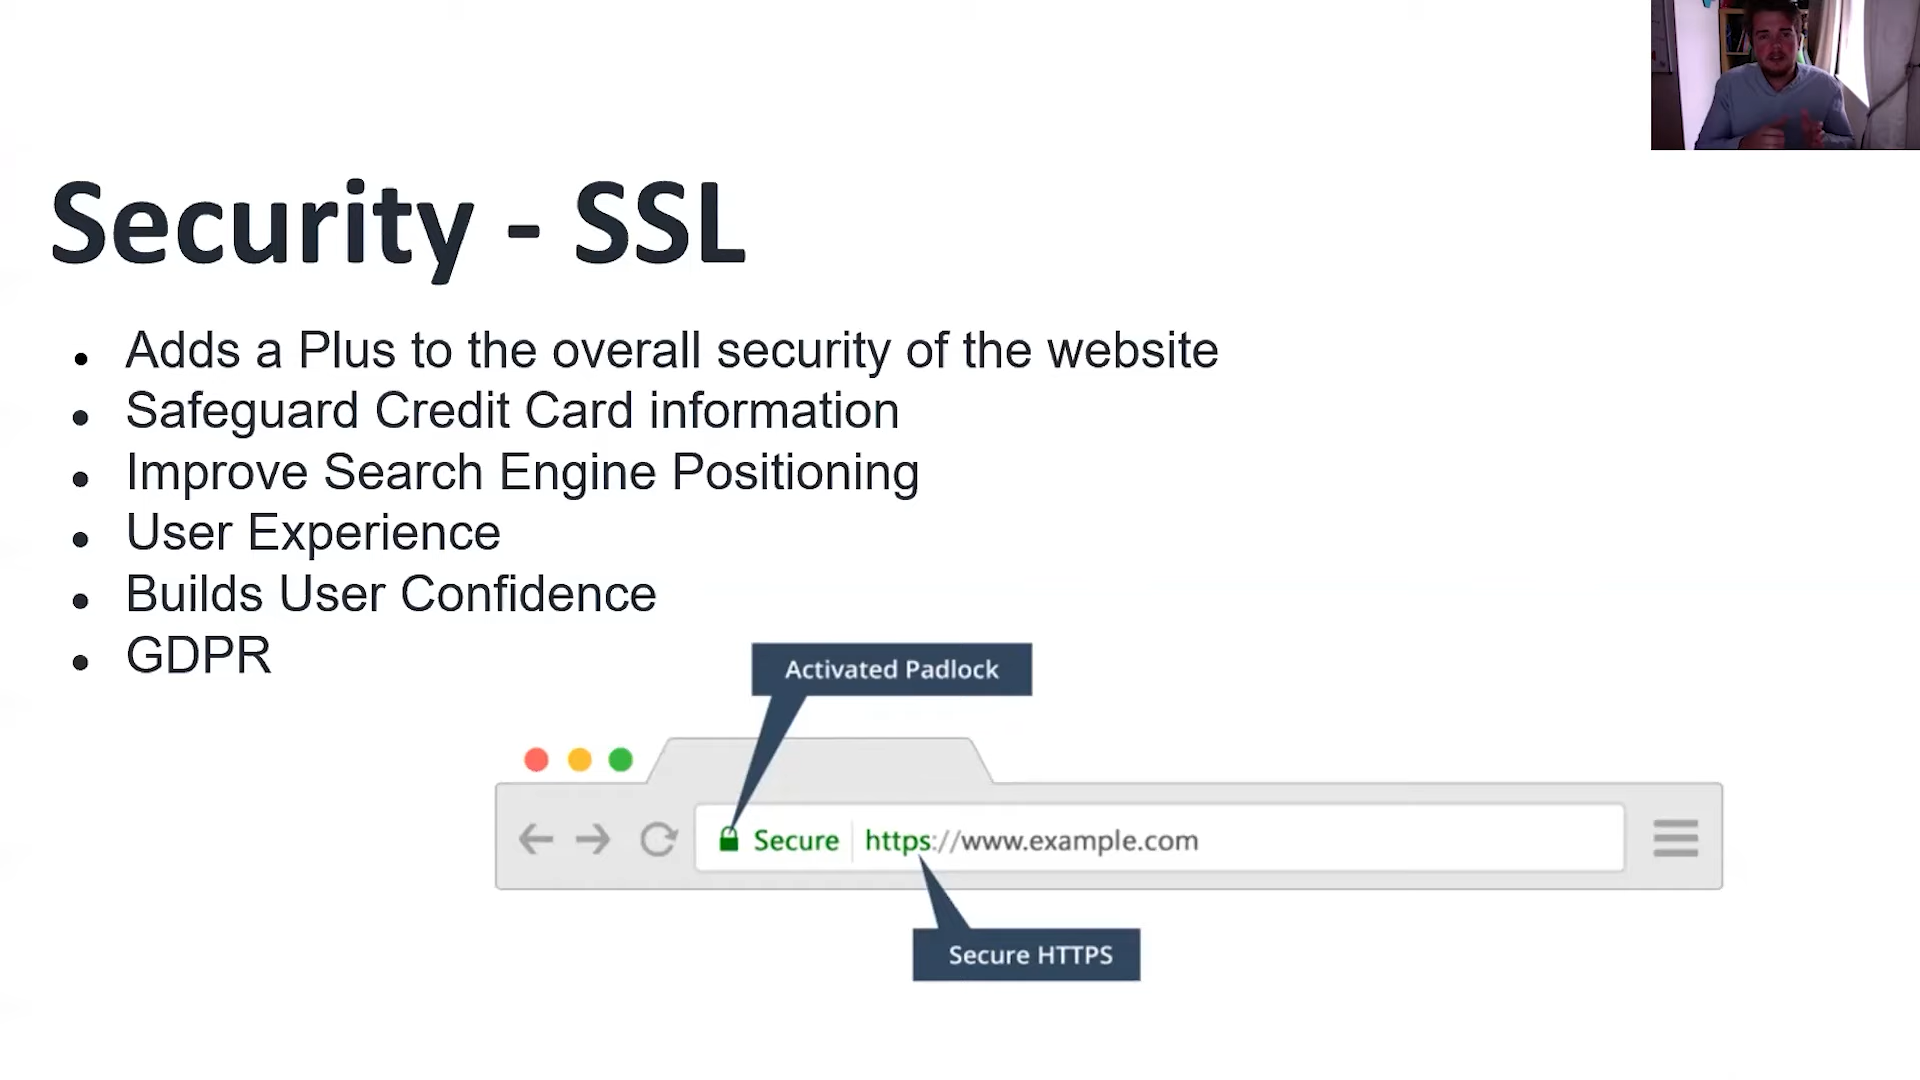 Security - SSL
Adds a Plus to the overall security of the website
Safeguard Credit Card information
Improve Search Engine Positioning
User Experience
Builds User Confidence
GDPR
Activated Padlock
Secure https://www.example.com
Secure HTTPS